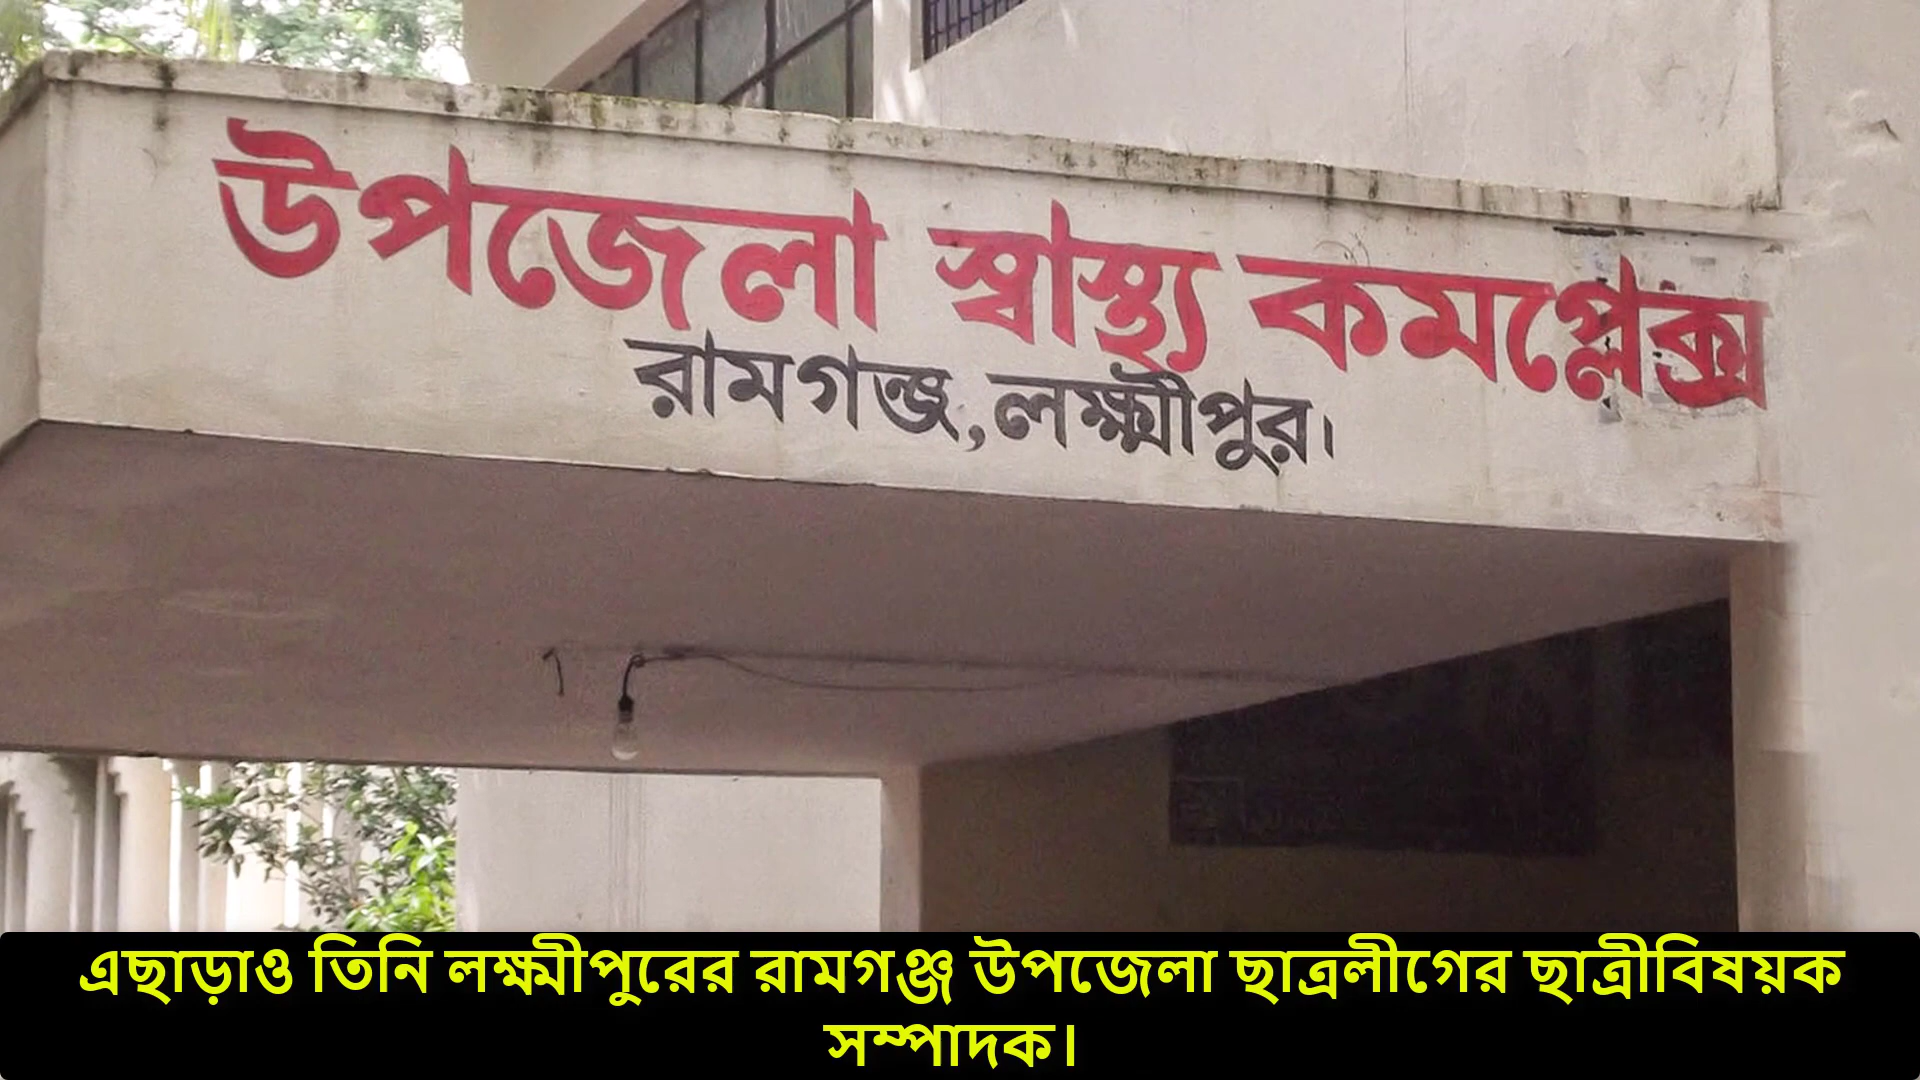 উপজেলা স্বাস্থ্য কমপ্লেক্স
রামগঞ্জ,লক্ষ্মীপুর।
এছাড়াও তিনি লক্ষ্মীপুরের রামগঞ্জ উপজেলা ছাত্রলীগের ছাত্রীবিষয়ক
সম্পাদক।